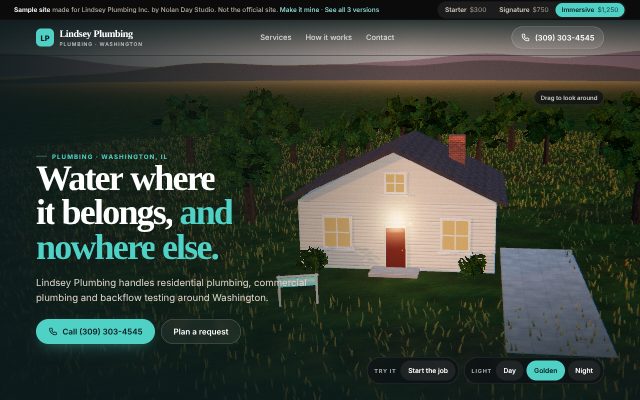 Sample site made for Lindsey Plumbing Inc. by Nolan Day Studio. Not the official site. Make it mine · See all 3 versions
Starter $300 Signature $750 Immersive $1,250
LP Lindsey Plumbing
PLUMBING · WASHINGTON
Services How it works Contact
(309) 303-4545
Drag to look around
PLUMBING · WASHINGTON, IL
Water where
it belongs, and
nowhere else.
Lindsey Plumbing handles residential plumbing, commercial
plumbing and backflow testing around Washington.
Call (309) 303-4545 Plan a request
TRY IT Start the job LIGHT Day Golden Night